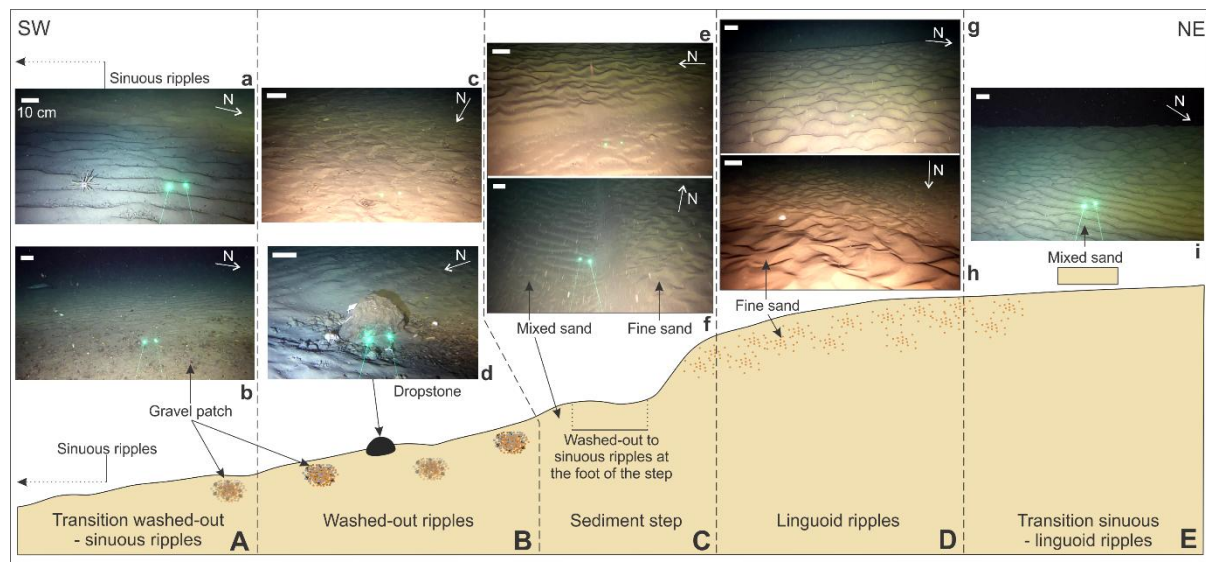 SW
NE
Sinuous ripples
a
N
10 cm
b
N
c
N
d
N
e
N
f
N
g
N
h
N
i
N
Mixed sand
Mixed sand
Fine sand
Fine sand
Dropstone
Gravel patch
Sinuous ripples
Washed-out to
sinuous ripples at
the foot of the step
Transition washed-out
- sinuous ripples
A
Washed-out ripples
B
Sediment step
C
Linguoid ripples
D
Transition sinuous
- linguoid ripples
E